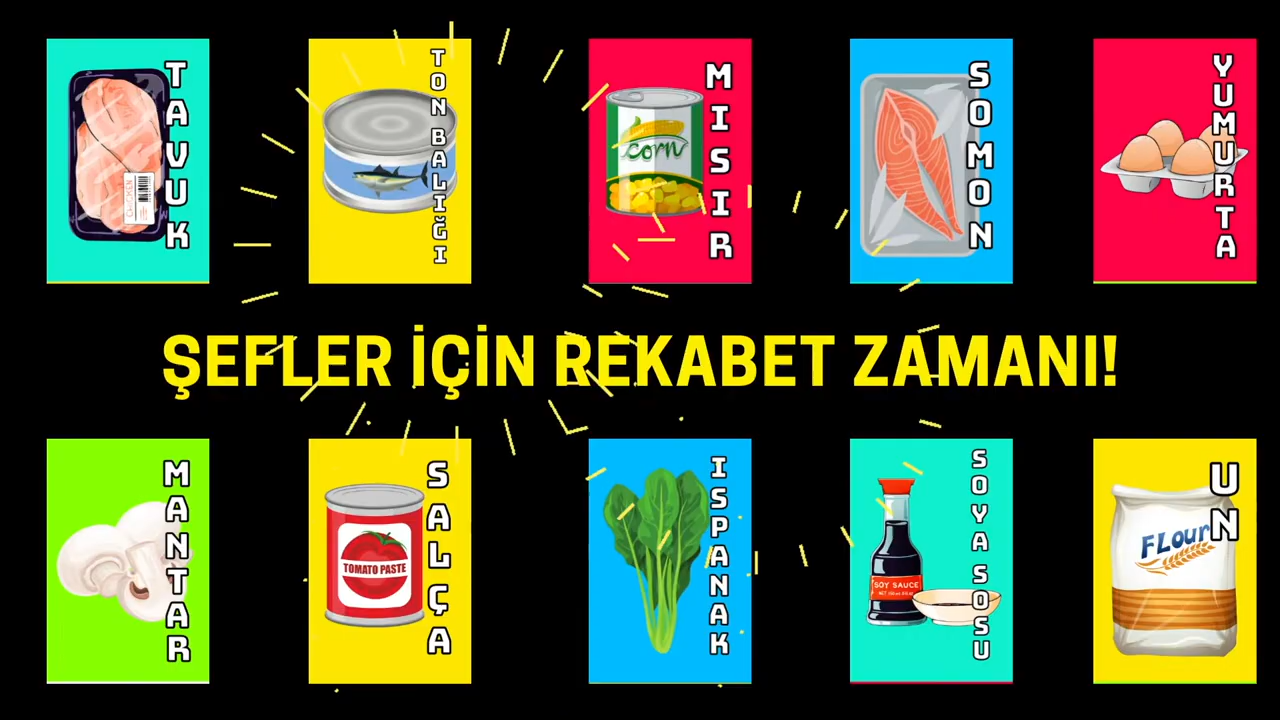 TAVUK
CHICKEN
TON BALIĞI
MISIR
corn
SOMON
YUMURTA
ŞEFLER İÇİN REKABET ZAMANI!
MANTAR
SALÇA
TOMATO PASTE
ISPANAK
SOYA SOSU
SOY SAUCE
UN
FLOUR